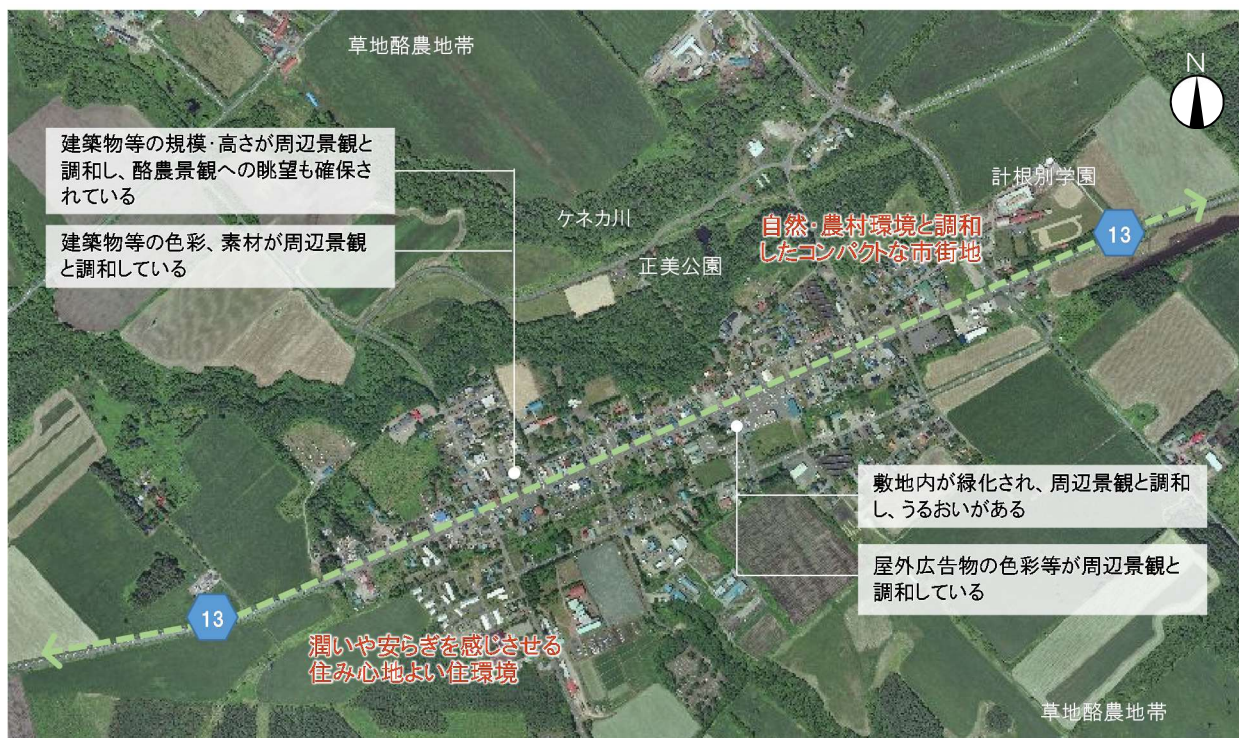 草地酪農地帯
N
建築物等の規模・高さが周辺景観と
調和し、酪農景観への眺望も確保さ
れている
計根別学園
ケネカ川
自然・農村環境と調和
したコンパクトな市街地
13
建築物等の色彩、素材が周辺景観
と調和している
正美公園
敷地内が緑化され、周辺景観と調和
し、うるおいがある
屋外広告物の色彩等が周辺景観と
調和している
13
潤いや安らぎを感じさせる
住み心地よい住環境
草地酪農地帯